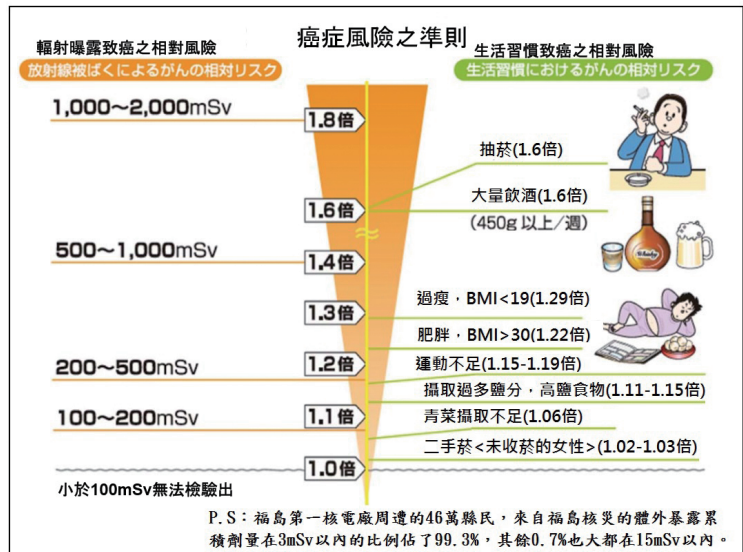 癌症風險之準則
輻射曝露致癌之相對風險
放射線被ばくによるがんの相対リスク
1,000～2,000mSv
500～1,000mSv
200～500mSv
100～200mSv
小於100mSv無法檢驗出
1.8倍
1.6倍
1.4倍
1.3倍
1.2倍
1.1倍
1.0倍
生活習慣致癌之相對風險
生活習慣におけるがんの相対リスク
抽菸(1.6倍)
大量飲酒(1.6倍)
(450g以上/週)
過瘦，BMI<19(1.29倍)
肥胖，BMI>30(1.22倍)
運動不足(1.15-1.19倍)
攝取過多鹽分，高鹽食物(1.11-1.15倍)
青菜攝取不足(1.06倍)
二手菸<未收菸的女性>(1.02-1.03倍)
P.S：福島第一核電廠周遭的46萬縣民，來自福島核災的體外暴露累
積劑量在3mSv以內的比例佔了99.3%，其餘0.7%也大都在15mSv以內。